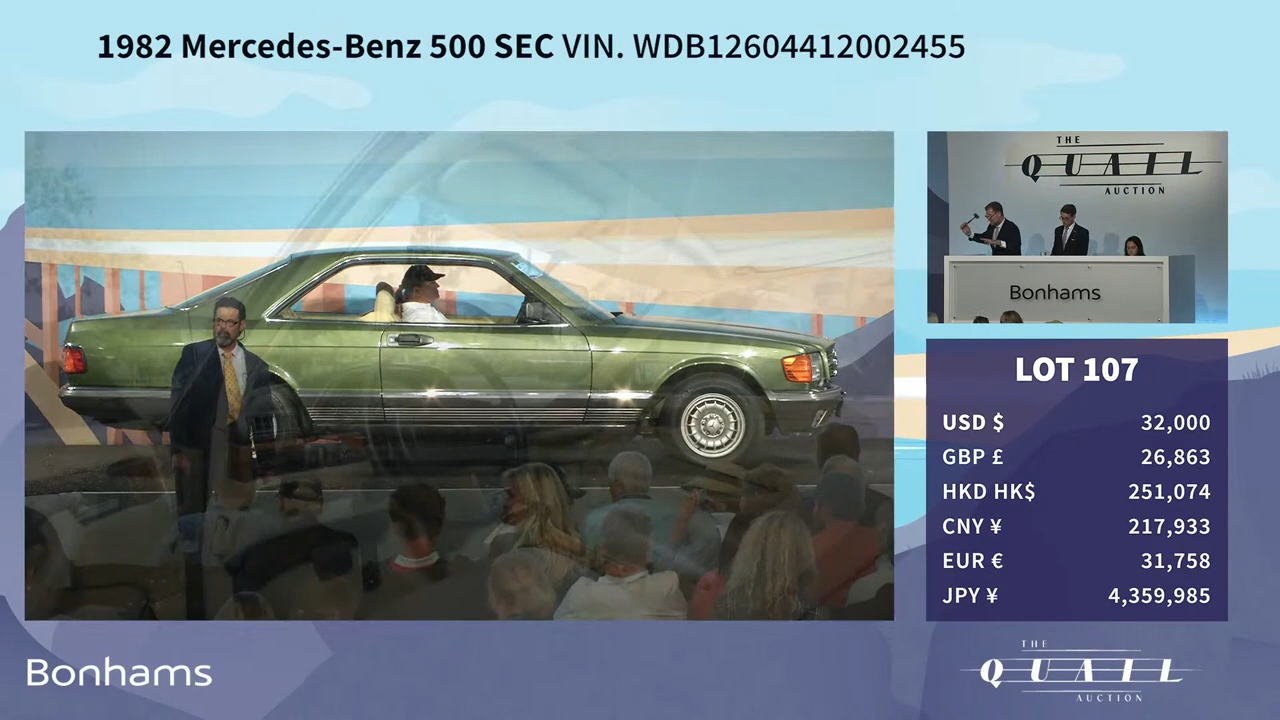 1982 Mercedes-Benz 500 SEC VIN. WDB12604412002455
THE
QUAIL
AUCTION
Bonhams
LOT 107
USD $ 32,000
GBP £ 26,863
HKD HK$ 251,074
CNY ¥ 217,933
EUR € 31,758
JPY ¥ 4,359,985
Bonhams
THE
QUAIL
AUCTION